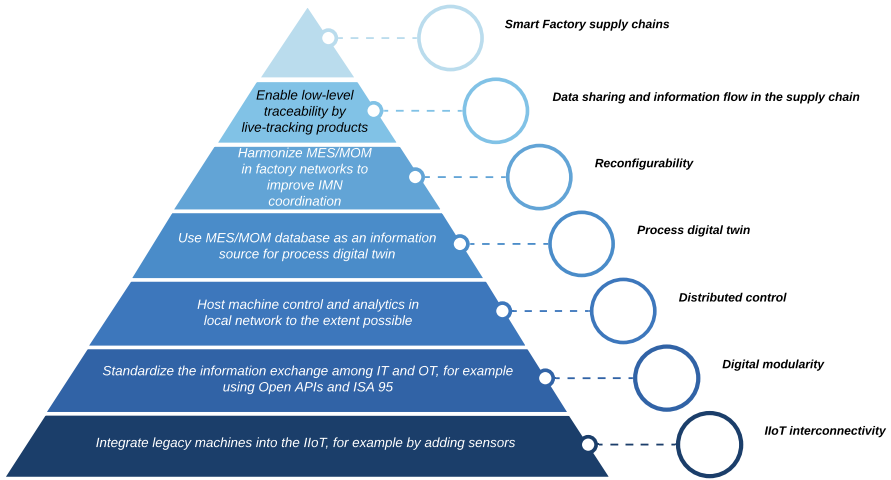 Smart Factory supply chains
Enable low-level
traceability by
live-tracking products
Data sharing and information flow in the supply chain
Harmonize MES/MOM
in factory networks to
improve IMN
coordination
Reconfigurability
Use MES/MOM database as an information
source for process digital twin
Process digital twin
Host machine control and analytics in
local network to the extent possible
Distributed control
Standardize the information exchange among IT and OT, for example
using Open APIs and ISA 95
Digital modularity
Integrate legacy machines into the IIoT, for example by adding sensors
IIoT interconnectivity